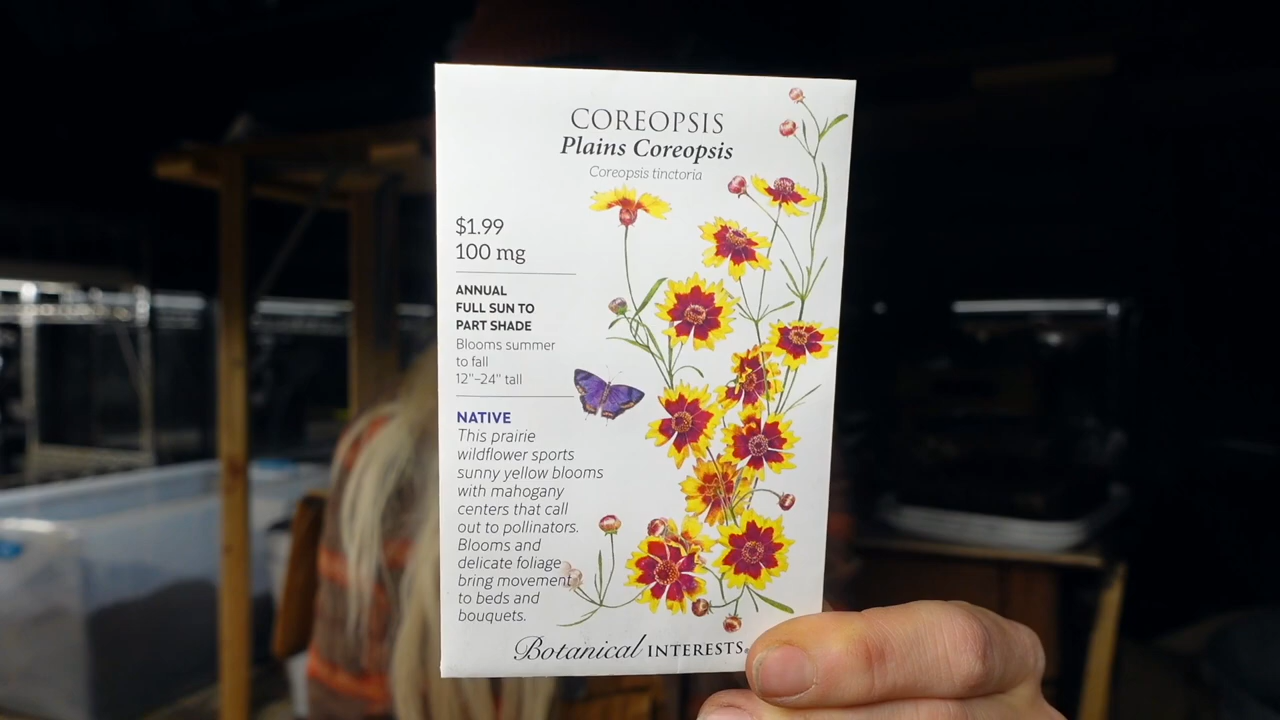 COREOPSIS
Plains Coreopsis
Coreopsis tinctoria
$1.99
100 mg
ANNUAL
FULL SUN TO
PART SHADE
Blooms summer
to fall
12"–24" tall
NATIVE
This prairie
wildflower sports
sunny yellow blooms
with mahogany
centers that call
out to pollinators.
Blooms and
delicate foliage
bring movement
to beds and
bouquets.
Botanical INTERESTS®